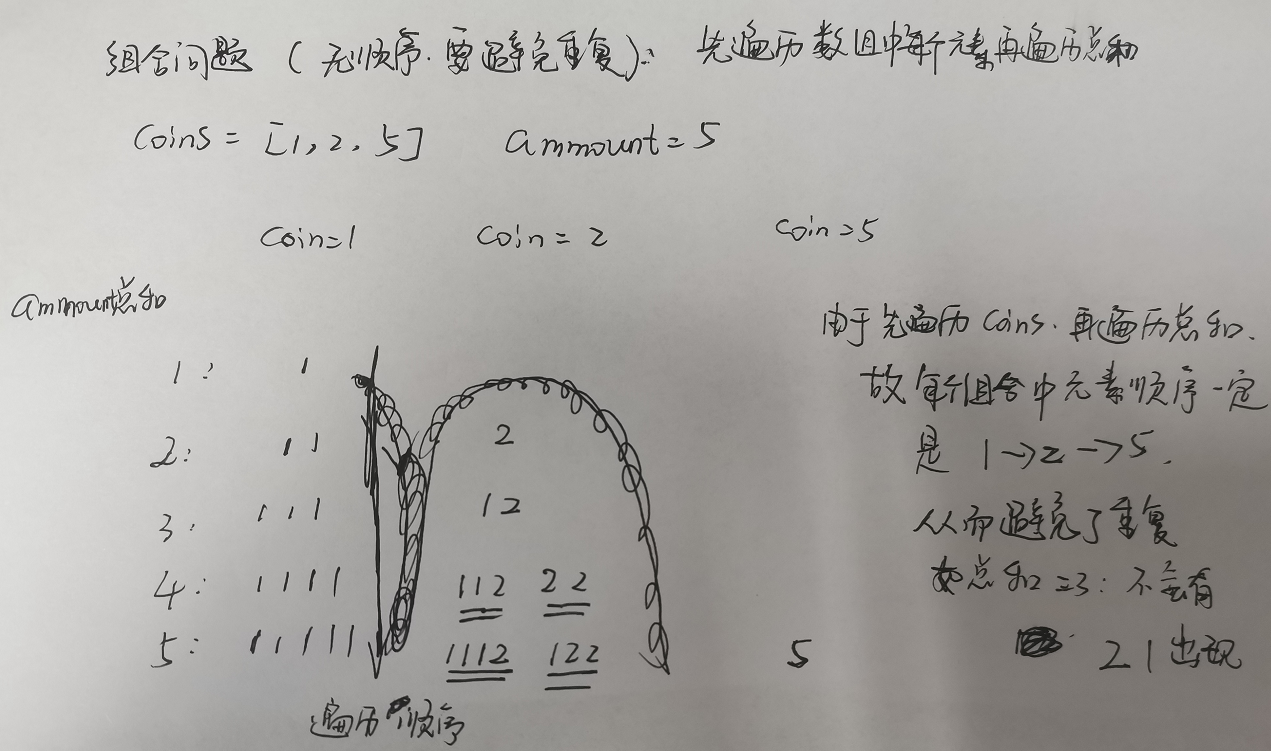 组合问题（无顺序.要避免重复）：先遍历数组中每个元素再遍历总和
Coins = [1, 2, 5] ammount = 5
Coin=1 Coin = 2 Coin = 5
ammount总和
由于先遍历 Coins. 再遍历总和.
1: 1
故每个组合中元素顺序一定
2: 11 2
是 1→2→5.
3: 111 12
从而避免了重复
4: 1111 112 22
如总和=3: 不会有
5: 11111 1112 122 5
21出现
遍历顺序